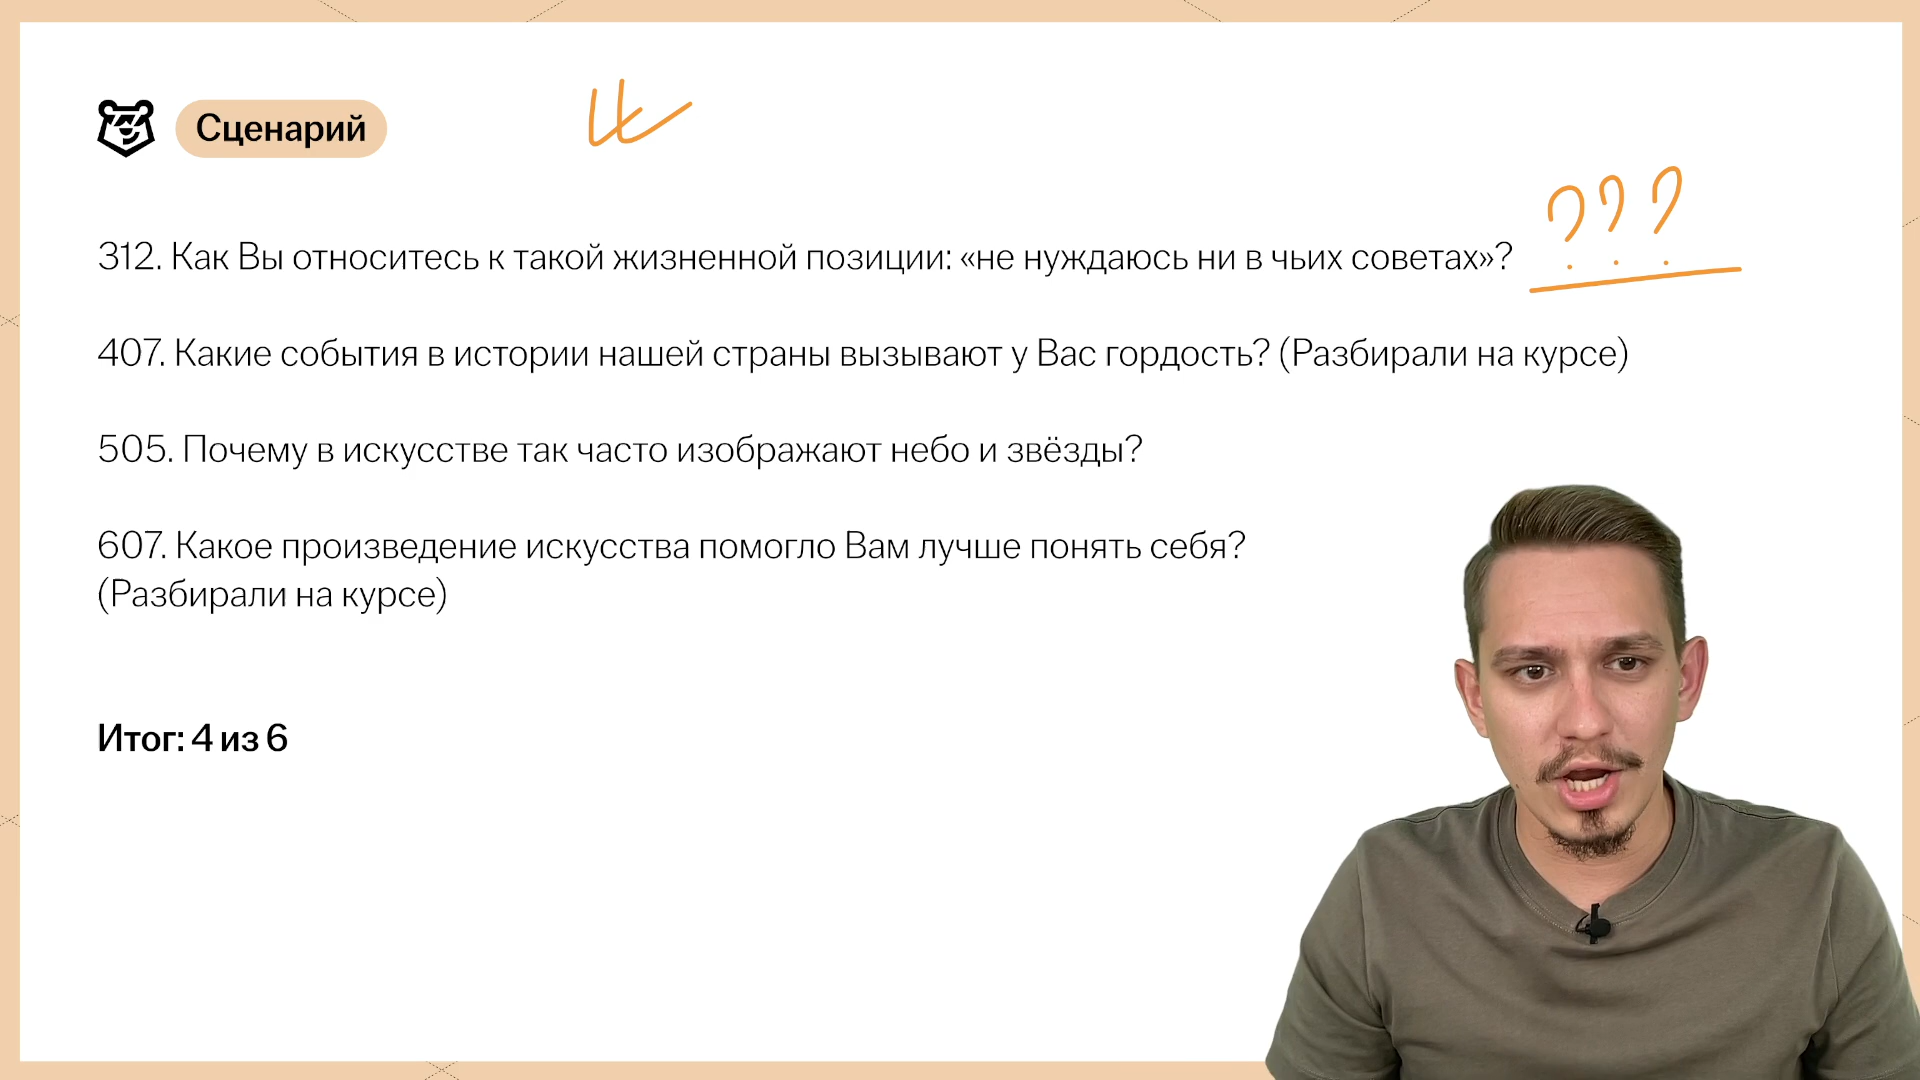 Сценарий
???
312. Как Вы относитесь к такой жизненной позиции: «не нуждаюсь ни в чьих советах»?
407. Какие события в истории нашей страны вызывают у Вас гордость? (Разбирали на курсе)
505. Почему в искусстве так часто изображают небо и звёзды?
607. Какое произведение искусства помогло Вам лучше понять себя?
(Разбирали на курсе)
Итог: 4 из 6